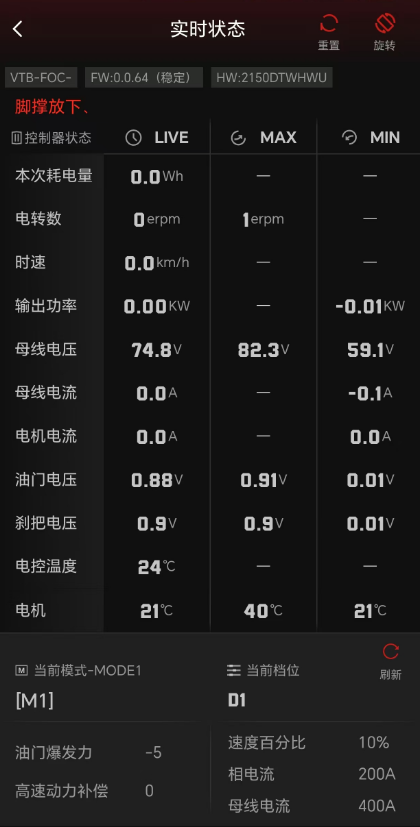 实时状态
重置 旋转
VTB-FOC- FW:0.0.64（稳定） HW:2150DTWHWU
脚撑放下、
控制器状态 LIVE MAX MIN
本次耗电量 0.0Wh — —
电转数 0erpm 1erpm —
时速 0.0km/h — —
输出功率 0.00KW — -0.01KW
母线电压 74.8V 82.3V 59.1V
母线电流 0.0A — -0.1A
电机电流 0.0A — 0.0A
油门电压 0.88V 0.91V 0.01V
刹把电压 0.9V 0.9V 0.01V
电控温度 24℃ — —
电机 21℃ 40℃ 21℃
M 当前模式-MODE1
[M1]
当前档位
D1
刷新
油门爆发力 -5
高速动力补偿 0
速度百分比 10%
相电流 200A
母线电流 400A